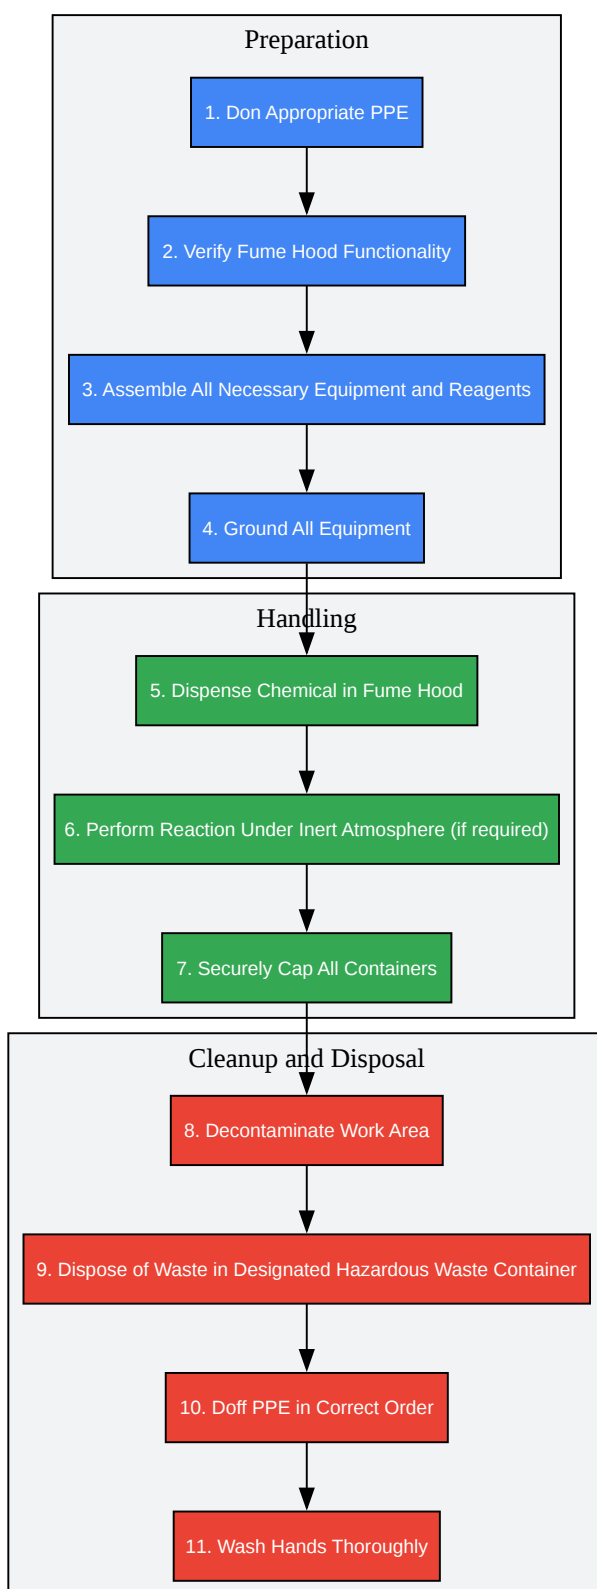 Preparation
1. Don Appropriate PPE
2. Verify Fume Hood Functionality
3. Assemble All Necessary Equipment and Reagents
4. Ground All Equipment
Handling
5. Dispense Chemical in Fume Hood
6. Perform Reaction Under Inert Atmosphere (if required)
7. Securely Cap All Containers
Cleanup and Disposal
8. Decontaminate Work Area
9. Dispose of Waste in Designated Hazardous Waste Container
10. Doff PPE in Correct Order
11. Wash Hands Thoroughly